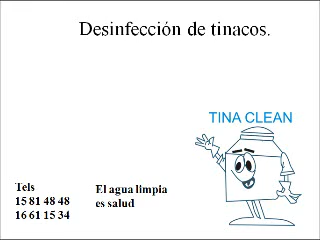 Desinfección de tinacos.
TINA CLEAN
Tels
15 81 48 48
16 61 15 34
El agua limpia
es salud